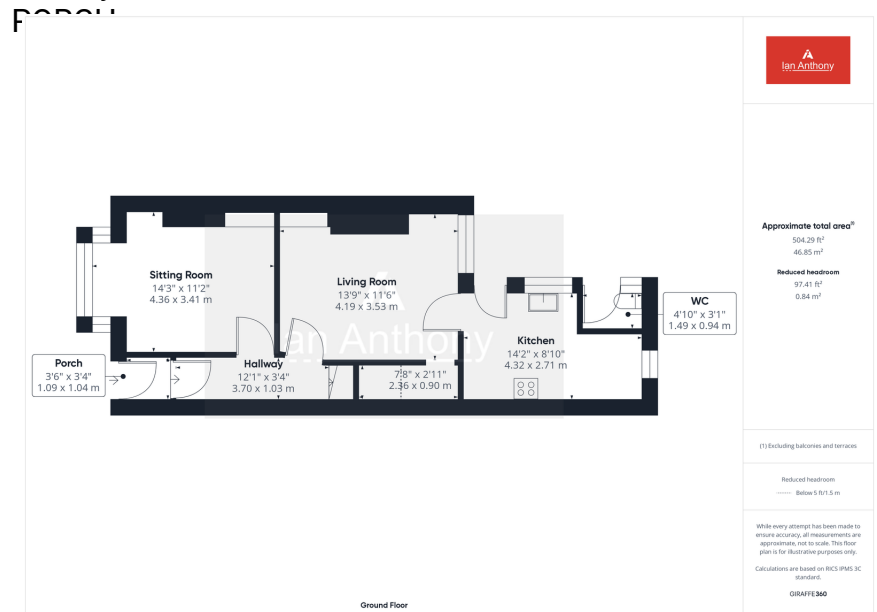 PORCH
Ian Anthony
Approximate total area⁽¹⁾
504.29 ft²
46.85 m²
Reduced headroom
97.41 ft²
0.84 m²
(1) Excluding balconies and terraces
Reduced headroom
Below 5 ft/1.5 m
While every attempt has been made to
ensure accuracy, all measurements are
approximate, not to scale. This floor
plan is for illustrative purposes only.
Calculations are based on RICS IPMS 3C
standard.
GIRAFFE360
Sitting Room
14'3" x 11'2"
4.36 x 3.41 m
Living Room
13'9" x 11'6"
4.19 x 3.53 m
WC
4'10" x 3'1"
1.49 x 0.94 m
Kitchen
14'2" x 8'10"
4.32 x 2.71 m
Ian Anthony
Porch
3'6" x 3'4"
1.09 x 1.04 m
Hallway
12'1" x 3'4"
3.70 x 1.03 m
7'8" x 2'11"
2.36 x 0.90 m
Ground Floor